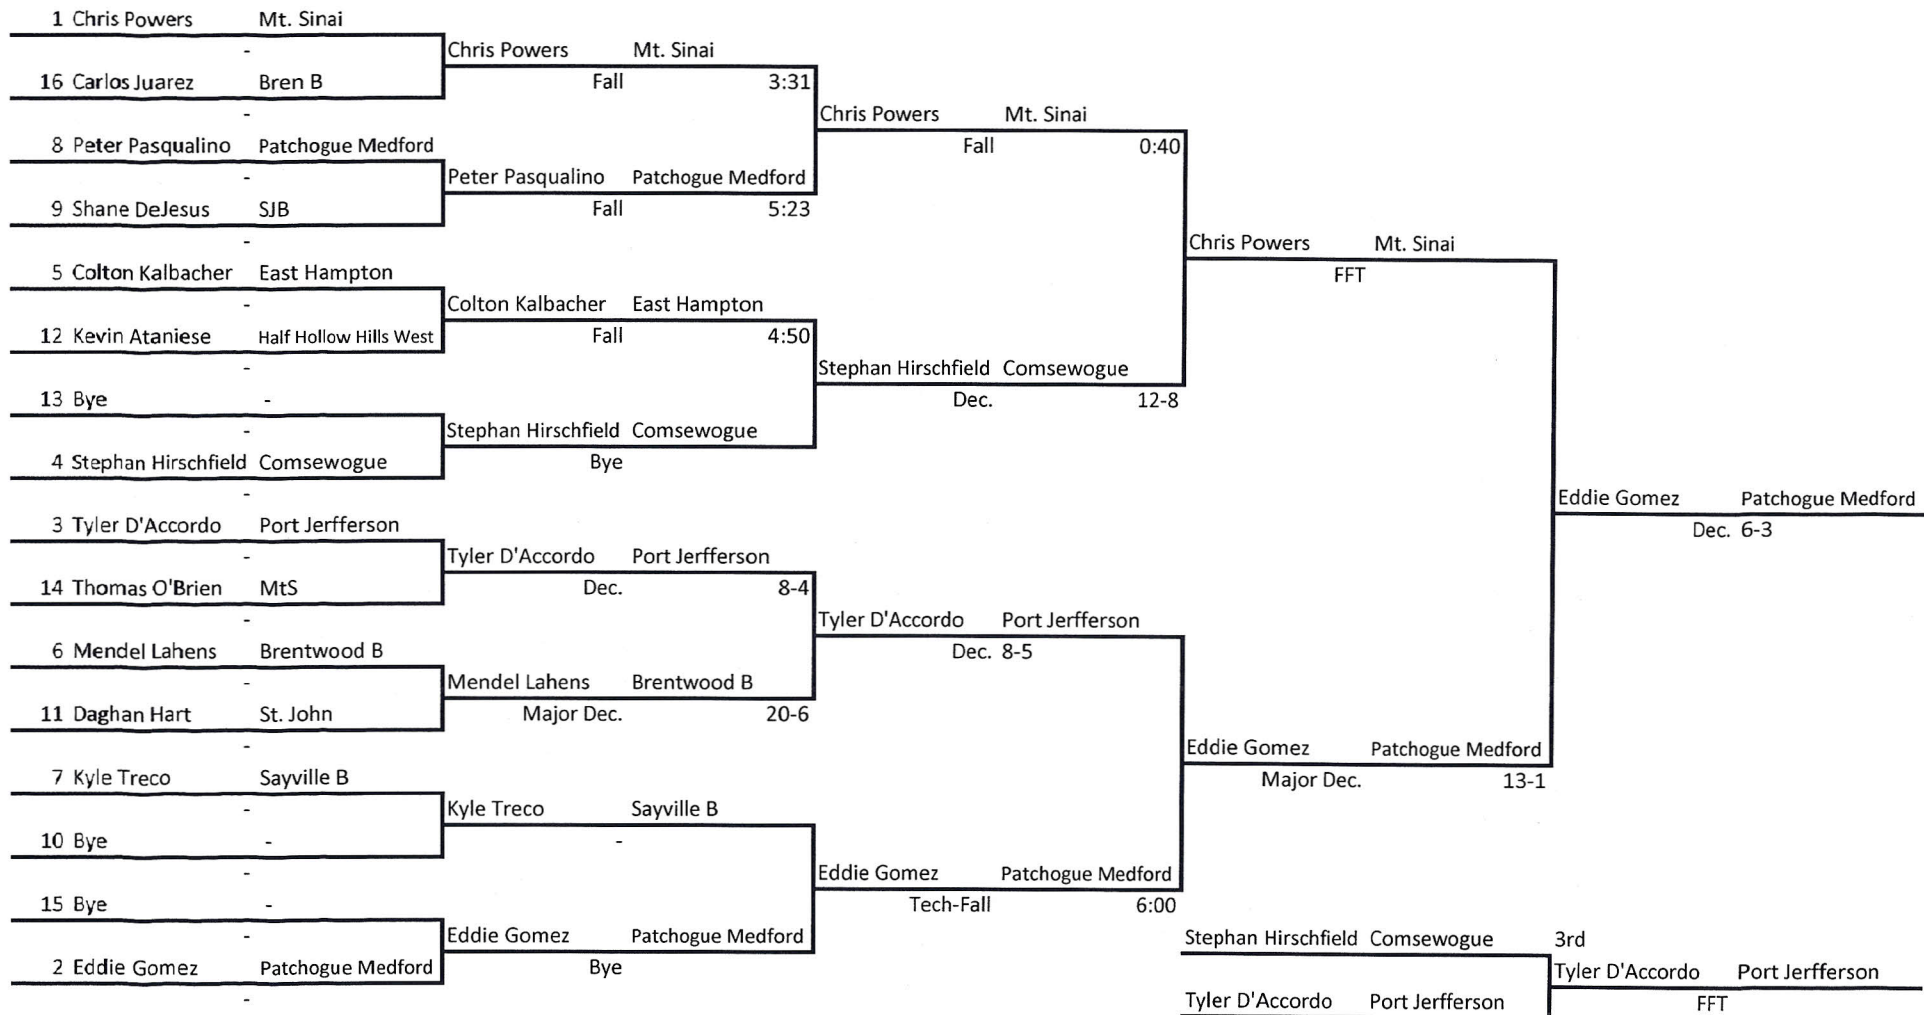 1 Chris Powers Mt. Sinai
-
Chris Powers Mt. Sinai
16 Carlos Juarez Bren B
Fall 3:31
-
Chris Powers Mt. Sinai
8 Peter Pasqualino Patchogue Medford
Fall 0:40
-
Peter Pasqualino Patchogue Medford
9 Shane DeJesus SJB
Fall 5:23
-
Chris Powers Mt. Sinai
5 Colton Kalbacher East Hampton
FFT
-
Colton Kalbacher East Hampton
12 Kevin Ataniese Half Hollow Hills West
Fall 4:50
-
Stephan Hirschfield Comsewogue
13 Bye -
Dec. 12-8
-
Stephan Hirschfield Comsewogue
4 Stephan Hirschfield Comsewogue
Bye
-
Eddie Gomez Patchogue Medford
3 Tyler D'Accordo Port Jerfferson
Dec. 6-3
-
Tyler D'Accordo Port Jerfferson
14 Thomas O'Brien MtS
Dec. 8-4
-
Tyler D'Accordo Port Jerfferson
6 Mendel Lahens Brentwood B
Dec. 8-5
-
Mendel Lahens Brentwood B
11 Daghan Hart St. John
Major Dec. 20-6
-
Eddie Gomez Patchogue Medford
7 Kyle Treco Sayville B
Major Dec. 13-1
-
Kyle Treco Sayville B
10 Bye -
-
-
Eddie Gomez Patchogue Medford
15 Bye -
Tech-Fall 6:00
-
Eddie Gomez Patchogue Medford
Stephan Hirschfield Comsewogue 3rd
2 Eddie Gomez Patchogue Medford
Bye
Tyler D'Accordo Port Jerfferson
-
Tyler D'Accordo Port Jerfferson
FFT